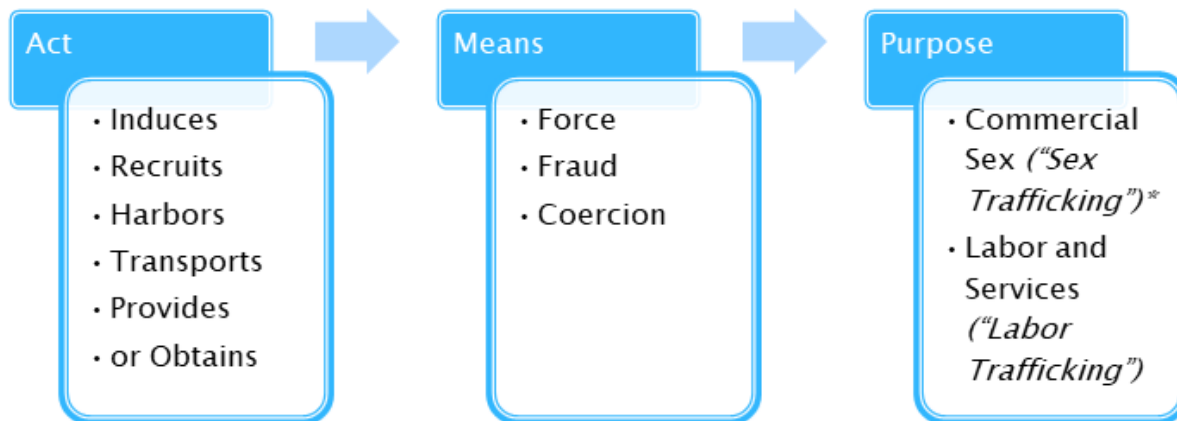 Act
• Induces
• Recruits
• Harbors
• Transports
• Provides
• or Obtains
Means
• Force
• Fraud
• Coercion
Purpose
• Commercial
Sex (“Sex
Trafficking”)*
• Labor and
Services
(“Labor
Trafficking”)